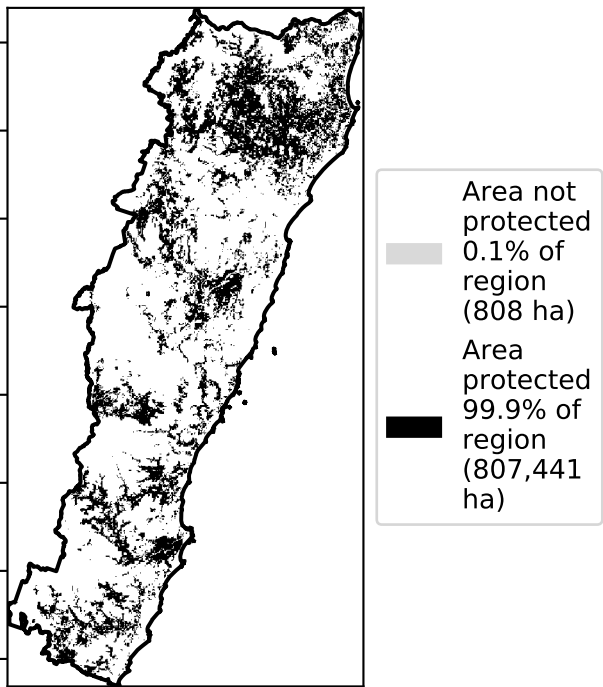 Area not
protected
0.1% of
region
(808 ha)
Area
protected
99.9% of
region
(807,441
ha)